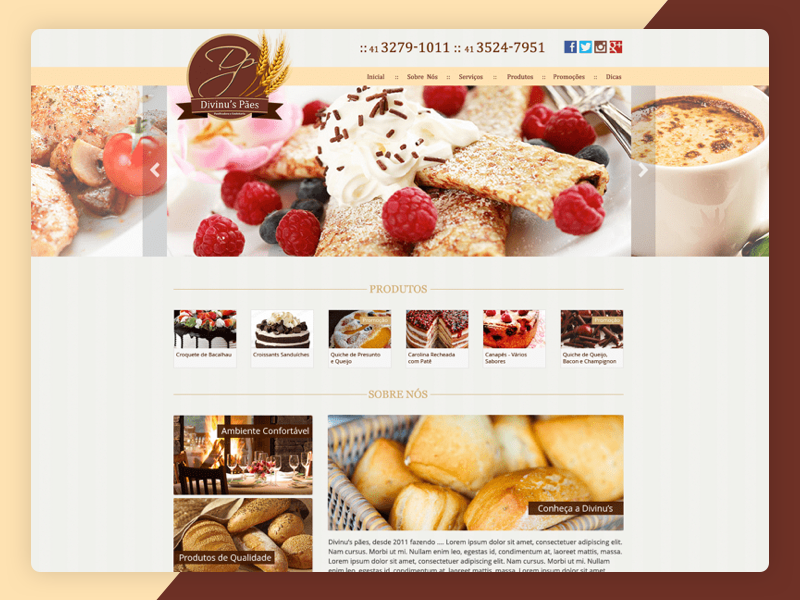 :: 41 3279-1011 :: 41 3524-7951
Inicial :: Sobre Nós :: Serviços :: Produtos :: Promoções :: Dicas
DP
Divinu's Pães
PRODUTOS
Promoção
Promoção
Croquete de Bacalhau
Croissants Sanduíches
Quiche de Presunto
e Queijo
Carolina Recheada
com Patê
Canapés - Vários
Sabores
Quiche de Queijo,
Bacon e Champignon
SOBRE NÓS
Ambiente Confortável
Produtos de Qualidade
Conheça a Divinu's
Divinu's pães, desde 2011 fazendo .... Lorem ipsum dolor sit amet, consectetuer adipiscing elit.
Nam cursus. Morbi ut mi. Nullam enim leo, egestas id, condimentum at, laoreet mattis, massa.
Lorem ipsum dolor sit amet, consectetuer adipiscing elit. Nam cursus. Morbi ut mi. Nullam
enim leo, egestas id, condimentum at, laoreet mattis, massa. Lorem ipsum dolor sit amet